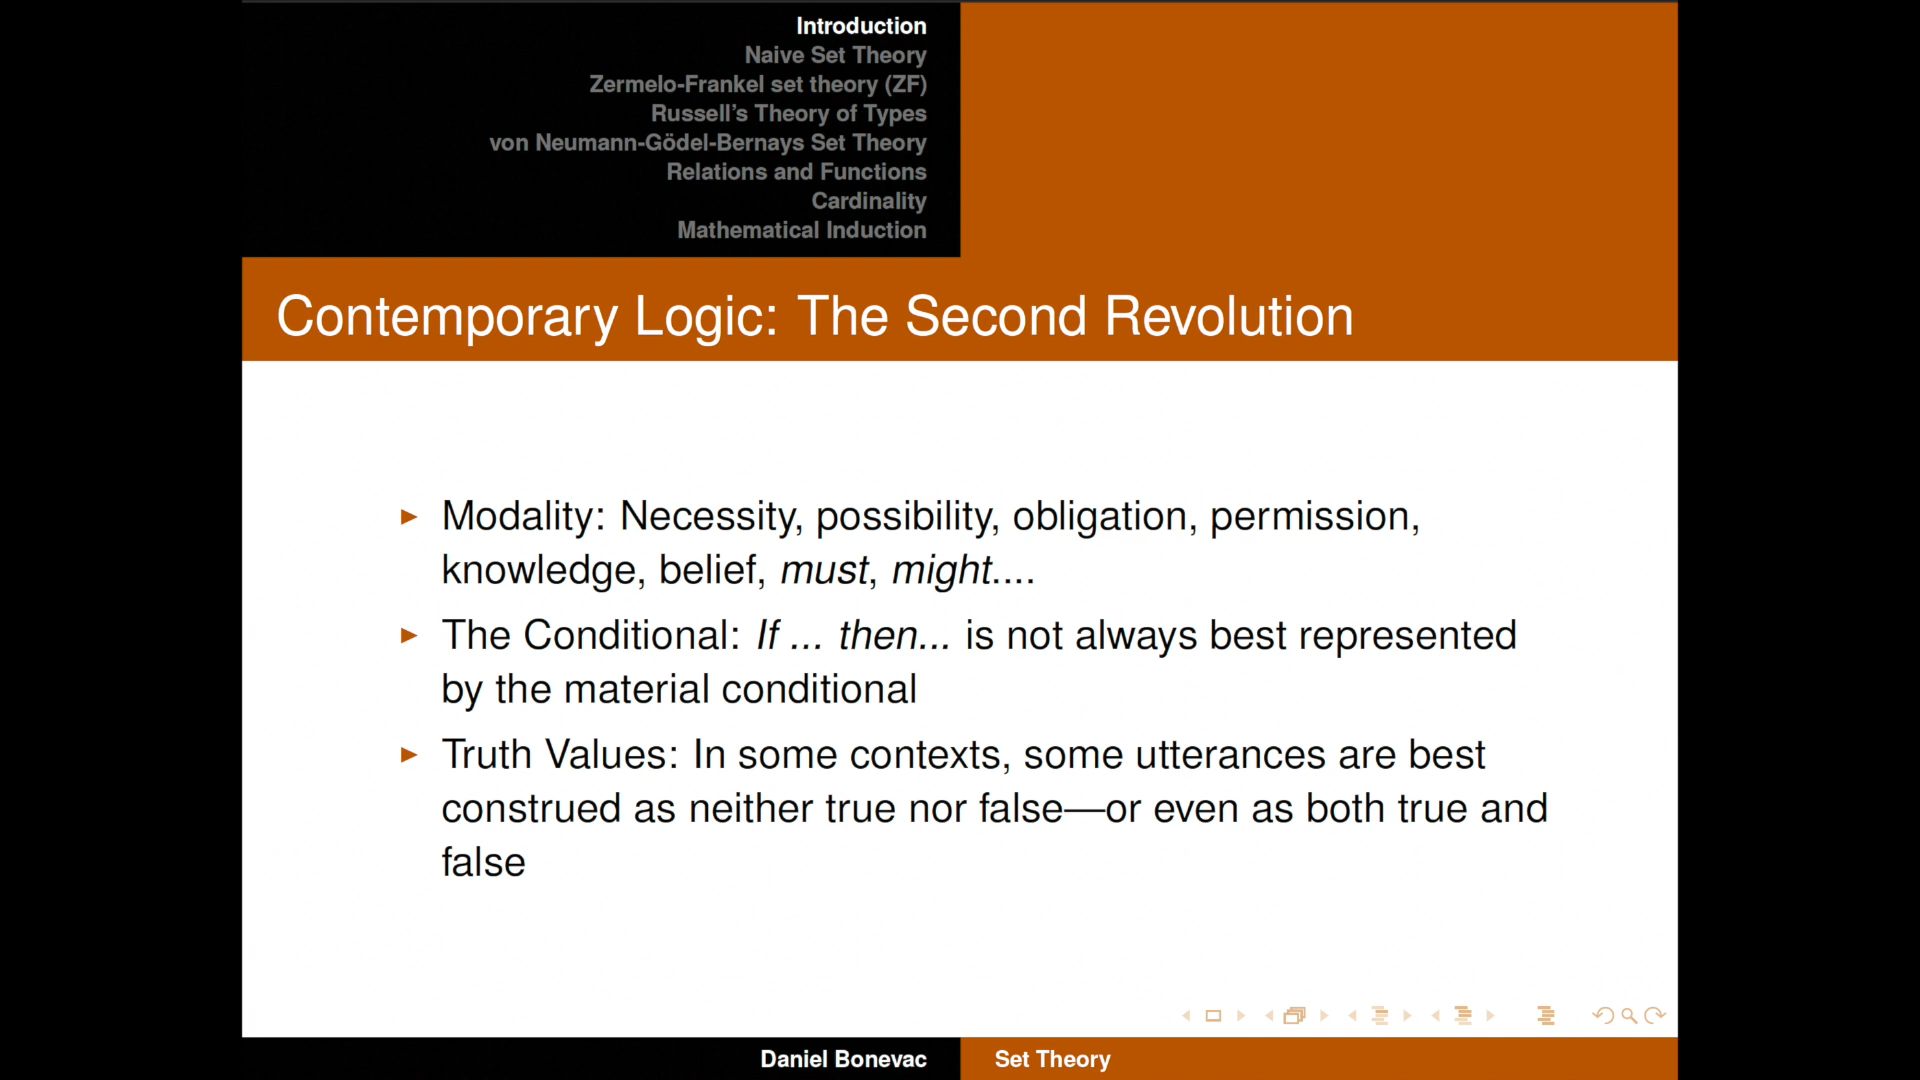 Introduction
Naive Set Theory
Zermelo-Frankel set theory (ZF)
Russell's Theory of Types
von Neumann-Gödel-Bernays Set Theory
Relations and Functions
Cardinality
Mathematical Induction
Contemporary Logic: The Second Revolution
Modality: Necessity, possibility, obligation, permission,
knowledge, belief, must, might....
The Conditional: If ... then... is not always best represented
by the material conditional
Truth Values: In some contexts, some utterances are best
construed as neither true nor false—or even as both true and
false
Daniel Bonevac
Set Theory